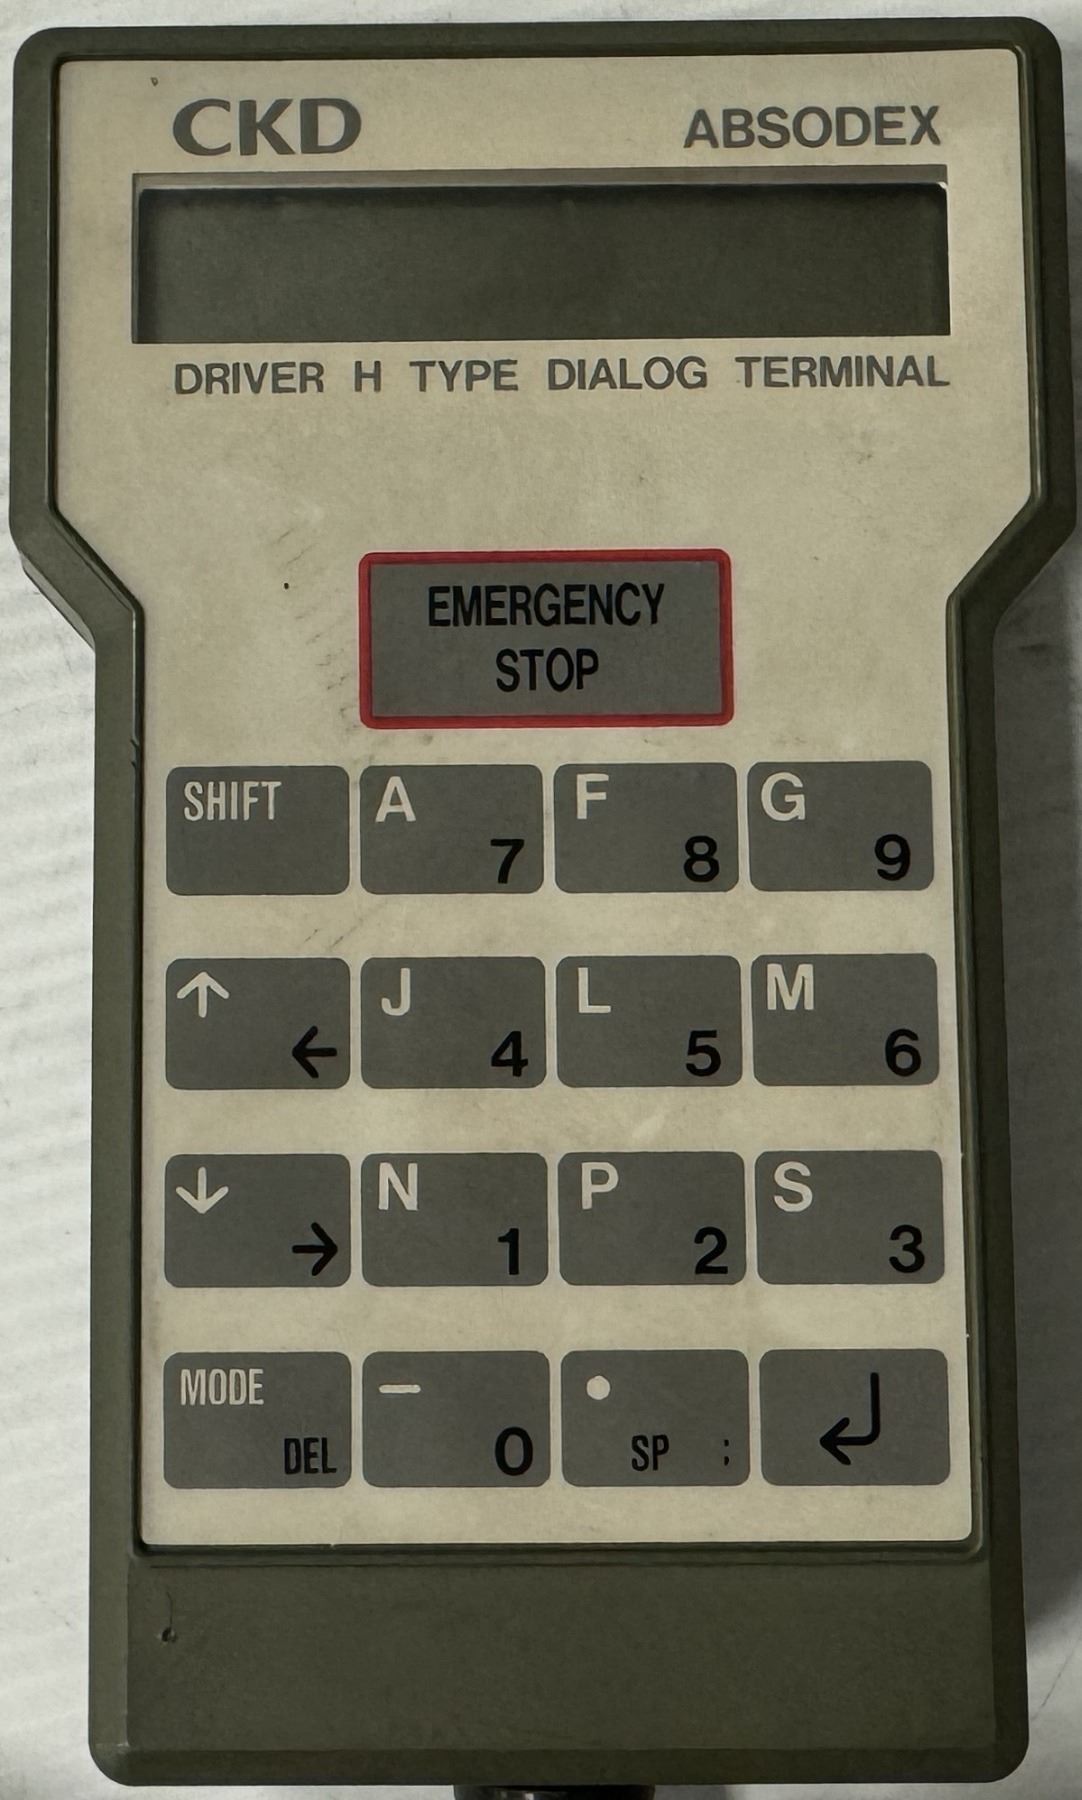 CKD ABSODEX
DRIVER H TYPE DIALOG TERMINAL
EMERGENCY
STOP
SHIFT A 7 F 8 G 9
↑ ← J 4 L 5 M 6
↓ → N 1 P 2 S 3
MODE DEL – 0 • SP ; ↵